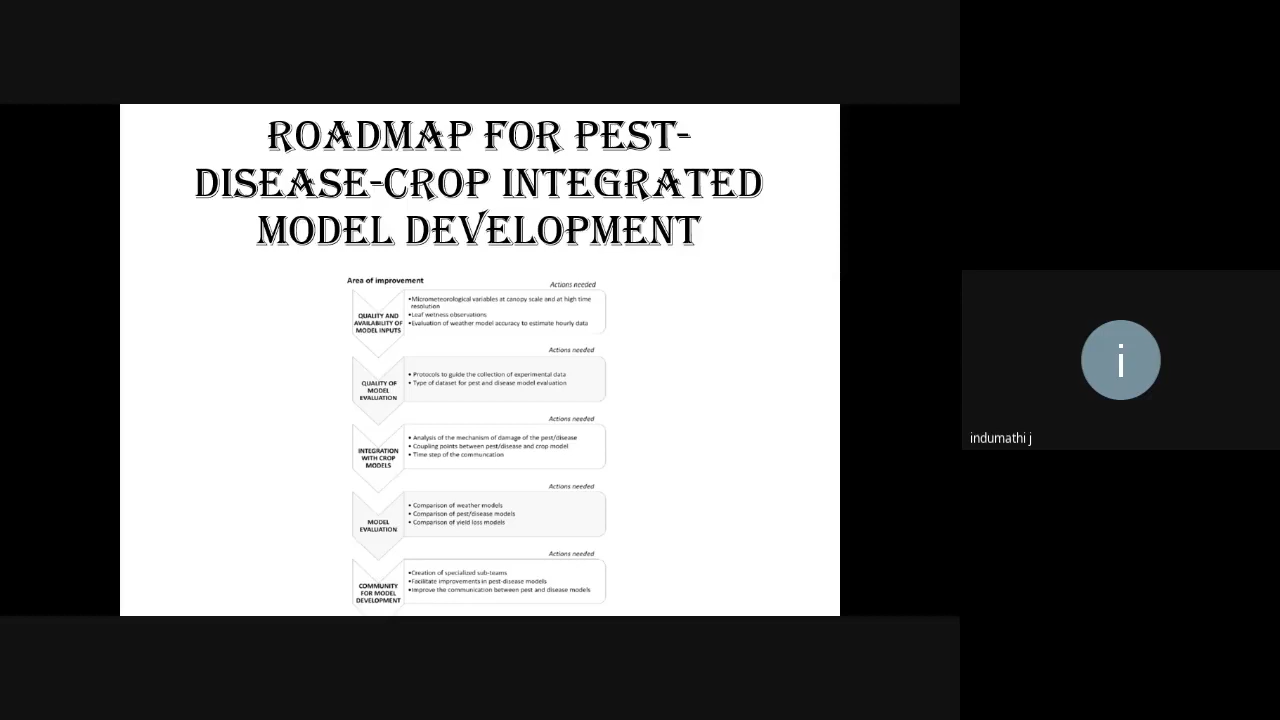 ROADMAP FOR PEST-
DISEASE-CROP INTEGRATED
MODEL DEVELOPMENT
Area of improvement
Actions needed
QUALITY AND
AVAILABILITY OF
MODEL INPUTS
•Micrometeorological variables at canopy scale and at high time
resolution
•Leaf wetness observations
•Evaluation of weather model accuracy to estimate hourly data
Actions needed
QUALITY OF
MODEL
EVALUATION
• Protocols to guide the collection of experimental data
• Type of dataset for pest and disease model evaluation
Actions needed
INTEGRATION
WITH CROP
MODELS
• Analysis of the mechanism of damage of the pest/disease
• Coupling points between pest/disease and crop model
• Time step of the communcation
Actions needed
MODEL
EVALUATION
• Comparison of weather models
• Comparison of pest/disease models
• Comparison of yield loss models
Actions needed
COMMUNITY
FOR MODEL
DEVELOPMENT
•Creation of specialized sub-teams
•Facilitate improvements in pest-disease models
•Improve the communication between pest and disease models
i
indumathi j